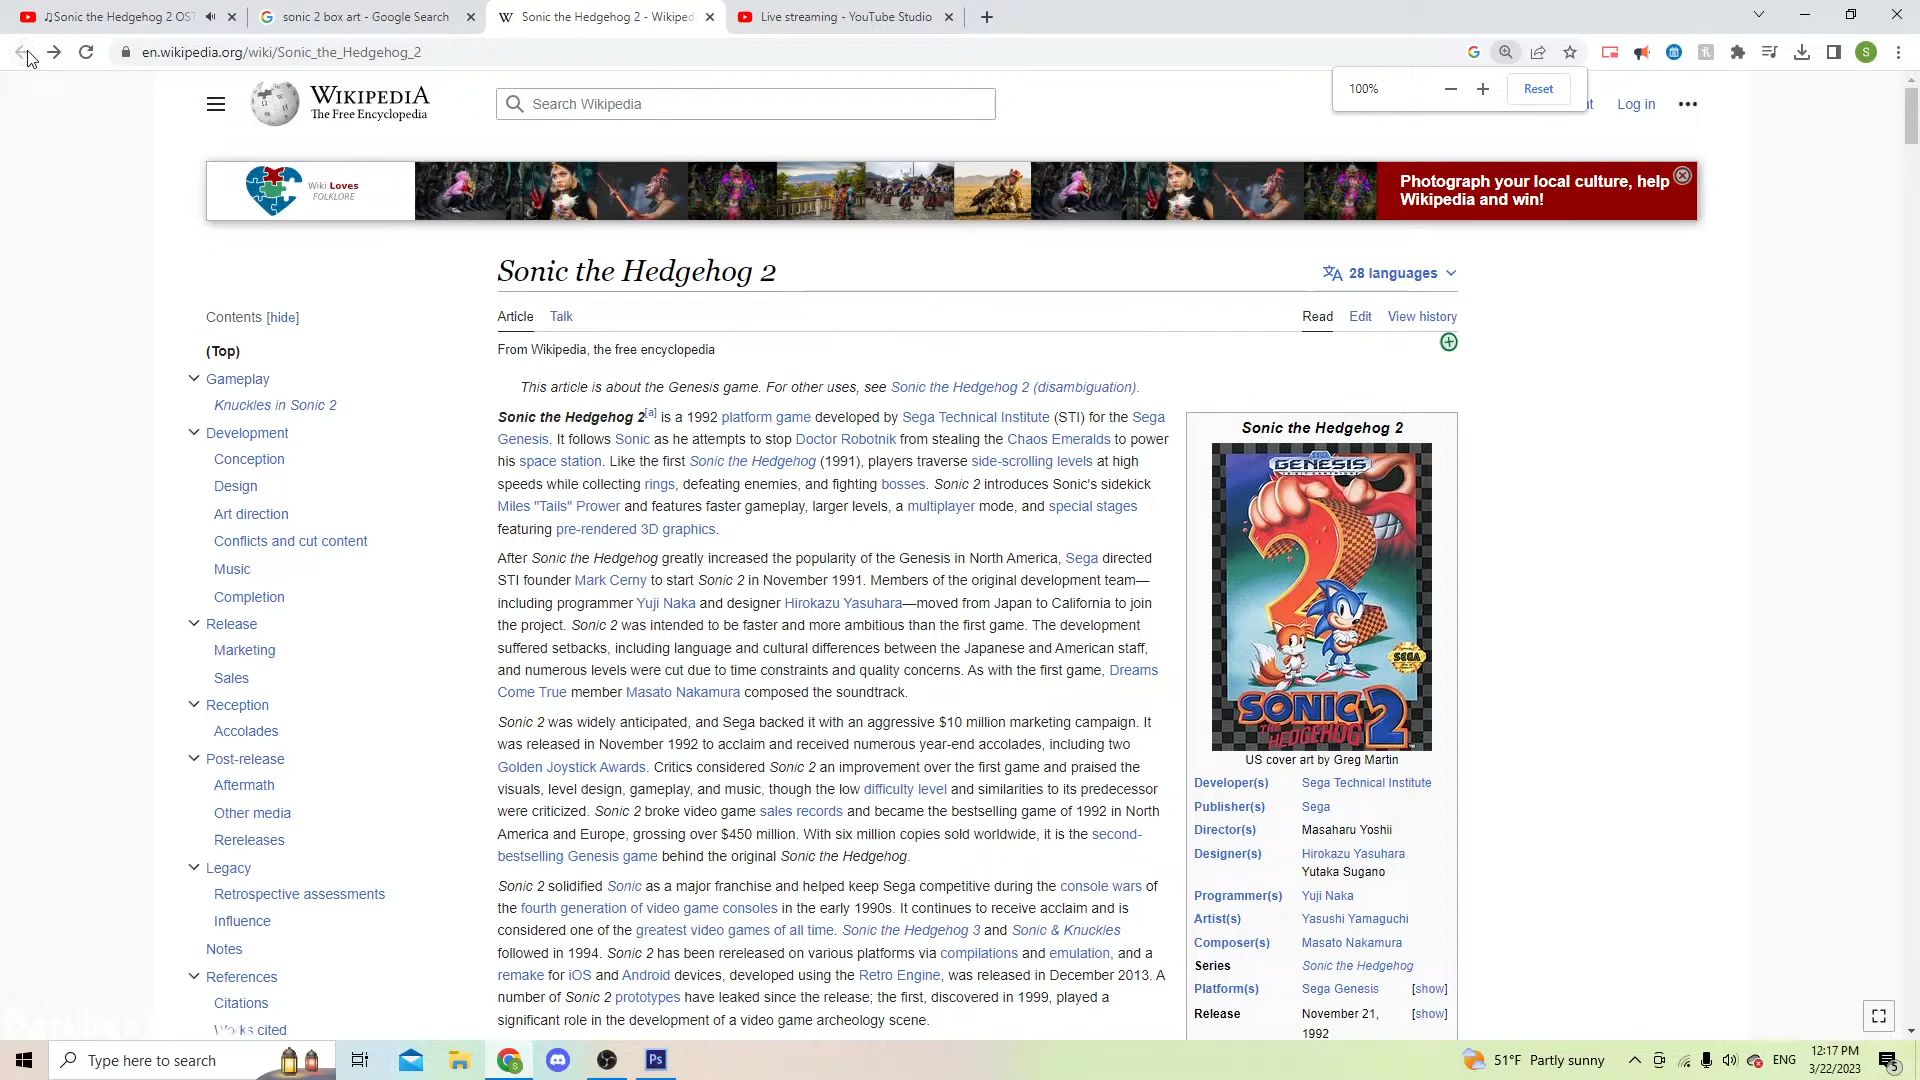 ♫Sonic the Hedgehog 2 OST
sonic 2 box art - Google Search
Sonic the Hedgehog 2 - Wikiped
Live streaming - YouTube Studio
en.wikipedia.org/wiki/Sonic_the_Hedgehog_2
S
100%
Reset
WIKIPEDIA
The Free Encyclopedia
Search Wikipedia
Log in
Wiki Loves
FOLKLORE
Photograph your local culture, help
Wikipedia and win!
Sonic the Hedgehog 2
28 languages
Contents [hide]
(Top)
Gameplay
Knuckles in Sonic 2
Development
Conception
Design
Art direction
Conflicts and cut content
Music
Completion
Release
Marketing
Sales
Reception
Accolades
Post-release
Aftermath
Other media
Rereleases
Legacy
Retrospective assessments
Influence
Notes
References
Citations
Works cited
Article Talk
Read Edit View history
From Wikipedia, the free encyclopedia
This article is about the Genesis game. For other uses, see Sonic the Hedgehog 2 (disambiguation).
Sonic the Hedgehog 2[a] is a 1992 platform game developed by Sega Technical Institute (STI) for the Sega
Genesis. It follows Sonic as he attempts to stop Doctor Robotnik from stealing the Chaos Emeralds to power
his space station. Like the first Sonic the Hedgehog (1991), players traverse side-scrolling levels at high
speeds while collecting rings, defeating enemies, and fighting bosses. Sonic 2 introduces Sonic's sidekick
Miles "Tails" Prower and features faster gameplay, larger levels, a multiplayer mode, and special stages
featuring pre-rendered 3D graphics.
After Sonic the Hedgehog greatly increased the popularity of the Genesis in North America, Sega directed
STI founder Mark Cerny to start Sonic 2 in November 1991. Members of the original development team—
including programmer Yuji Naka and designer Hirokazu Yasuhara—moved from Japan to California to join
the project. Sonic 2 was intended to be faster and more ambitious than the first game. The development
suffered setbacks, including language and cultural differences between the Japanese and American staff,
and numerous levels were cut due to time constraints and quality concerns. As with the first game, Dreams
Come True member Masato Nakamura composed the soundtrack.
Sonic 2 was widely anticipated, and Sega backed it with an aggressive $10 million marketing campaign. It
was released in November 1992 to acclaim and received numerous year-end accolades, including two
Golden Joystick Awards. Critics considered Sonic 2 an improvement over the first game and praised the
visuals, level design, gameplay, and music, though the low difficulty level and similarities to its predecessor
were criticized. Sonic 2 broke video game sales records and became the bestselling game of 1992 in North
America and Europe, grossing over $450 million. With six million copies sold worldwide, it is the second-
bestselling Genesis game behind the original Sonic the Hedgehog.
Sonic 2 solidified Sonic as a major franchise and helped keep Sega competitive during the console wars of
the fourth generation of video game consoles in the early 1990s. It continues to receive acclaim and is
considered one of the greatest video games of all time. Sonic the Hedgehog 3 and Sonic & Knuckles
followed in 1994. Sonic 2 has been rereleased on various platforms via compilations and emulation, and a
remake for iOS and Android devices, developed using the Retro Engine, was released in December 2013. A
number of Sonic 2 prototypes have leaked since the release; the first, discovered in 1999, played a
significant role in the development of a video game archeology scene.
Sonic the Hedgehog 2
GENESIS
2
SEGA
SONIC
THE
HEDGEHOG
2
US cover art by Greg Martin
Developer(s) Sega Technical Institute
Publisher(s) Sega
Director(s) Masaharu Yoshii
Designer(s) Hirokazu Yasuhara
Yutaka Sugano
Programmer(s) Yuji Naka
Artist(s) Yasushi Yamaguchi
Composer(s) Masato Nakamura
Series Sonic the Hedgehog
Platform(s) Sega Genesis [show]
Release November 21, [show]
1992
Type here to search
Ps
51°F Partly sunny
ENG
12:17 PM
3/22/2023
5